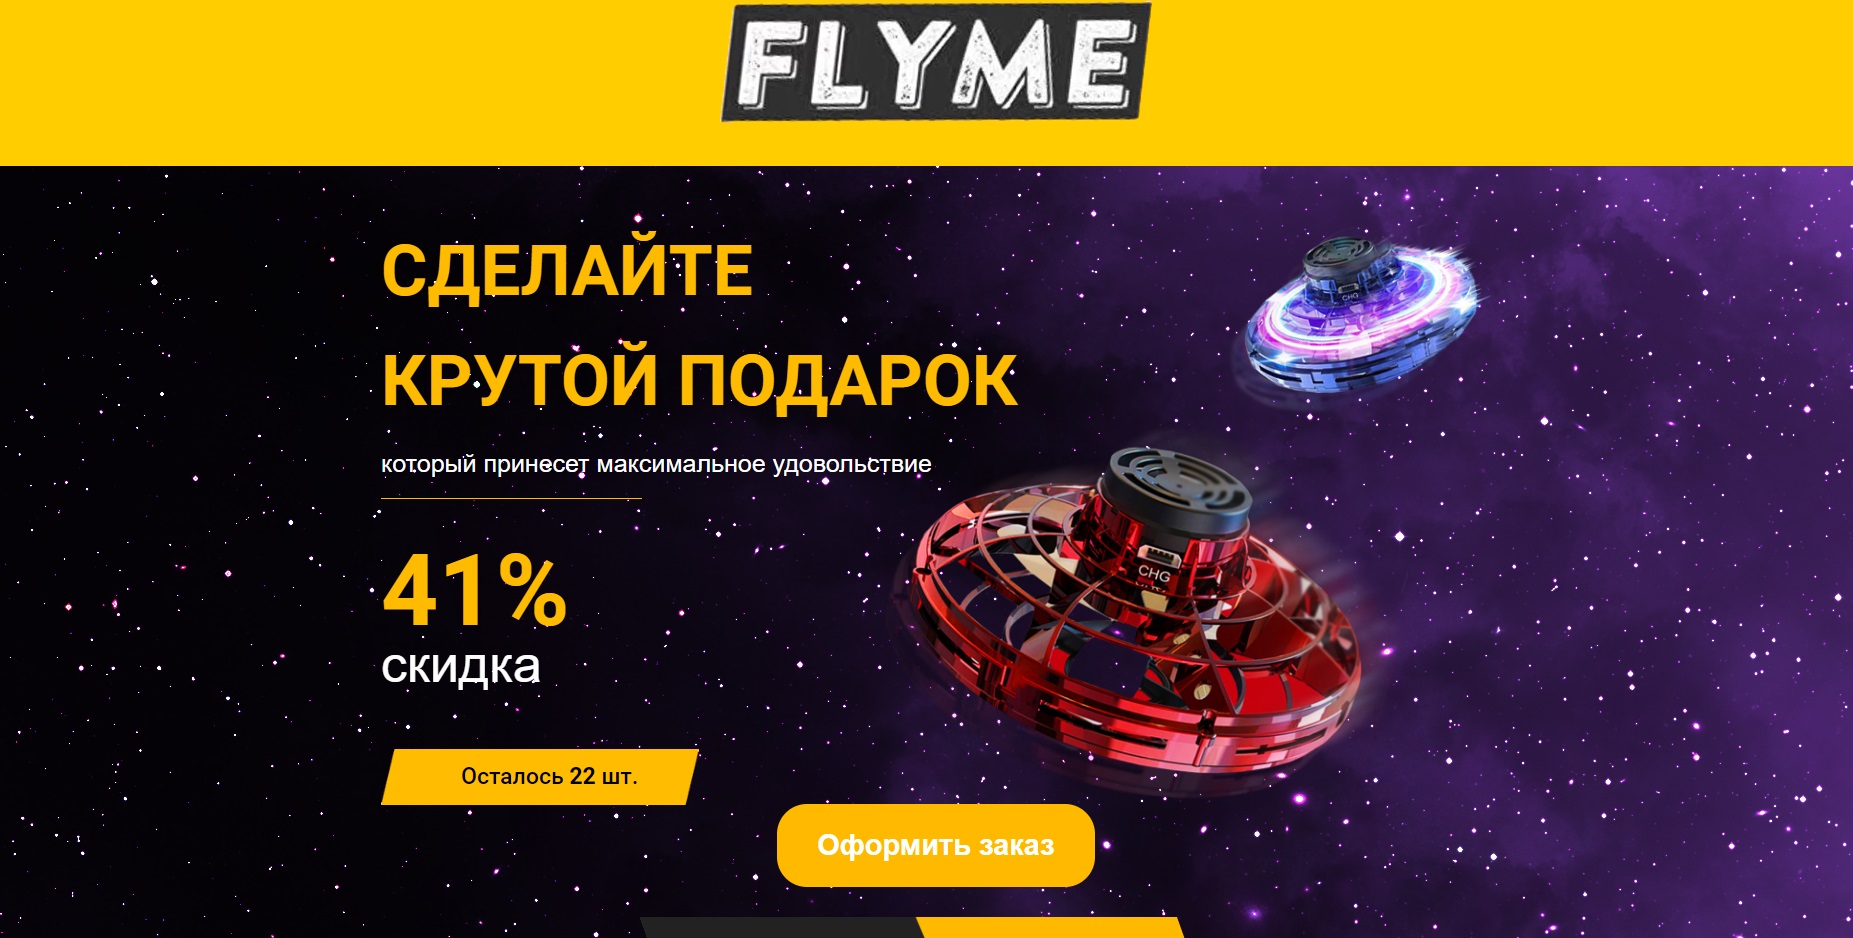 FLYME
СДЕЛАЙТЕ
КРУТОЙ ПОДАРОК
который принесет максимальное удовольствие
41%
скидка
Осталось 22 шт.
Оформить заказ
CHG
CHG